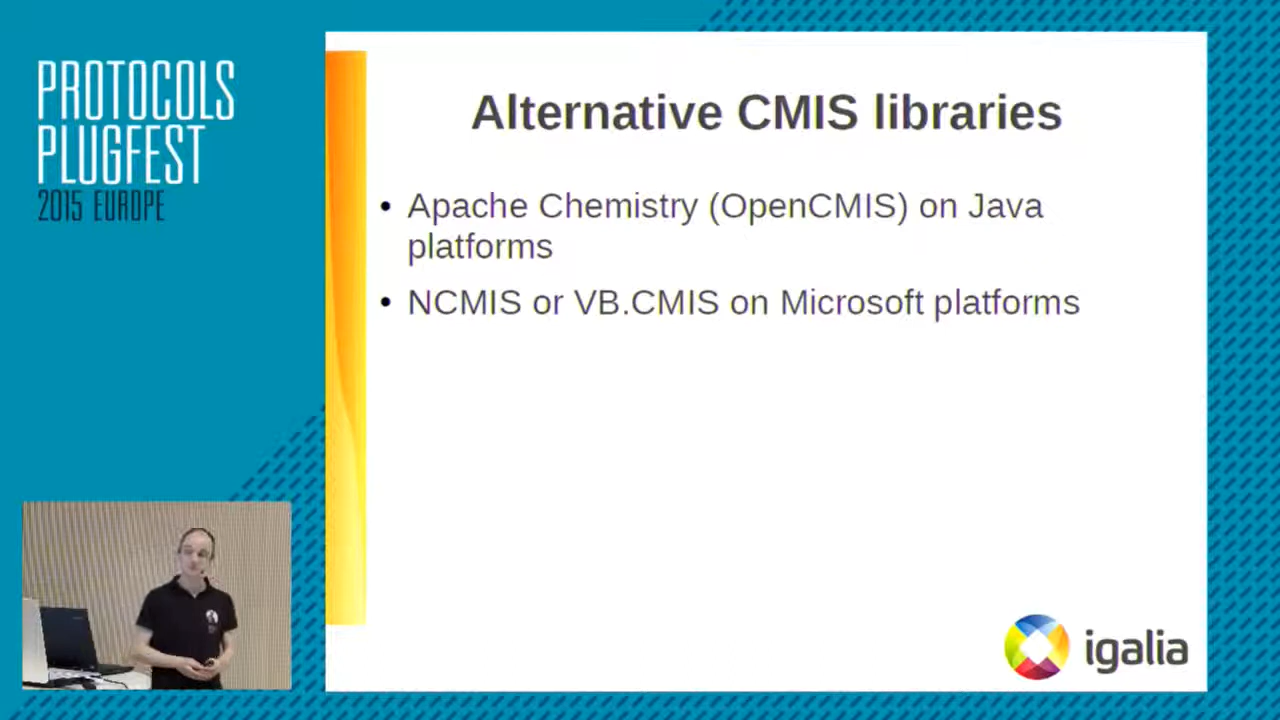 PROTOCOLS
PLUGFEST
2015 EUROPE
Alternative CMIS libraries
• Apache Chemistry (OpenCMIS) on Java
platforms
• NCMIS or VB.CMIS on Microsoft platforms
igalia